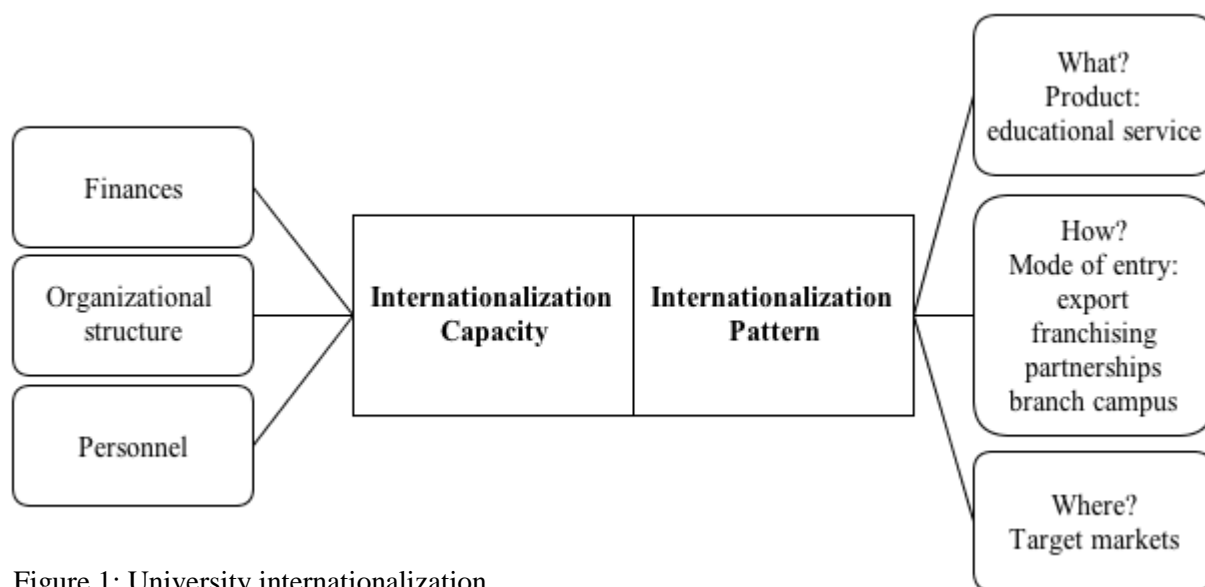 Finances
Organizational
structure
Personnel
Internationalization
Capacity
Internationalization
Pattern
What?
Product:
educational service
How?
Mode of entry:
export
franchising
partnerships
branch campus
Where?
Target markets
Figure 1: University internationalization